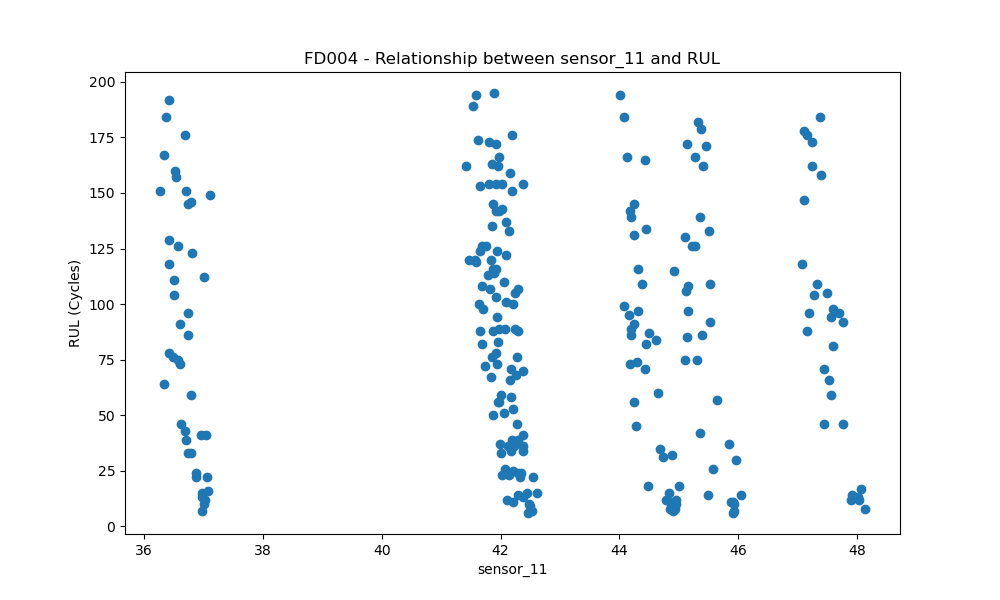 FD004 - Relationship between sensor_11 and RUL
200
175
150
125
100
75
50
25
0
RUL (Cycles)
36 38 40 42 44 46 48
sensor_11